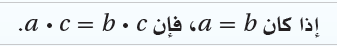 إذا كان a = b، فإن a • c = b • c.